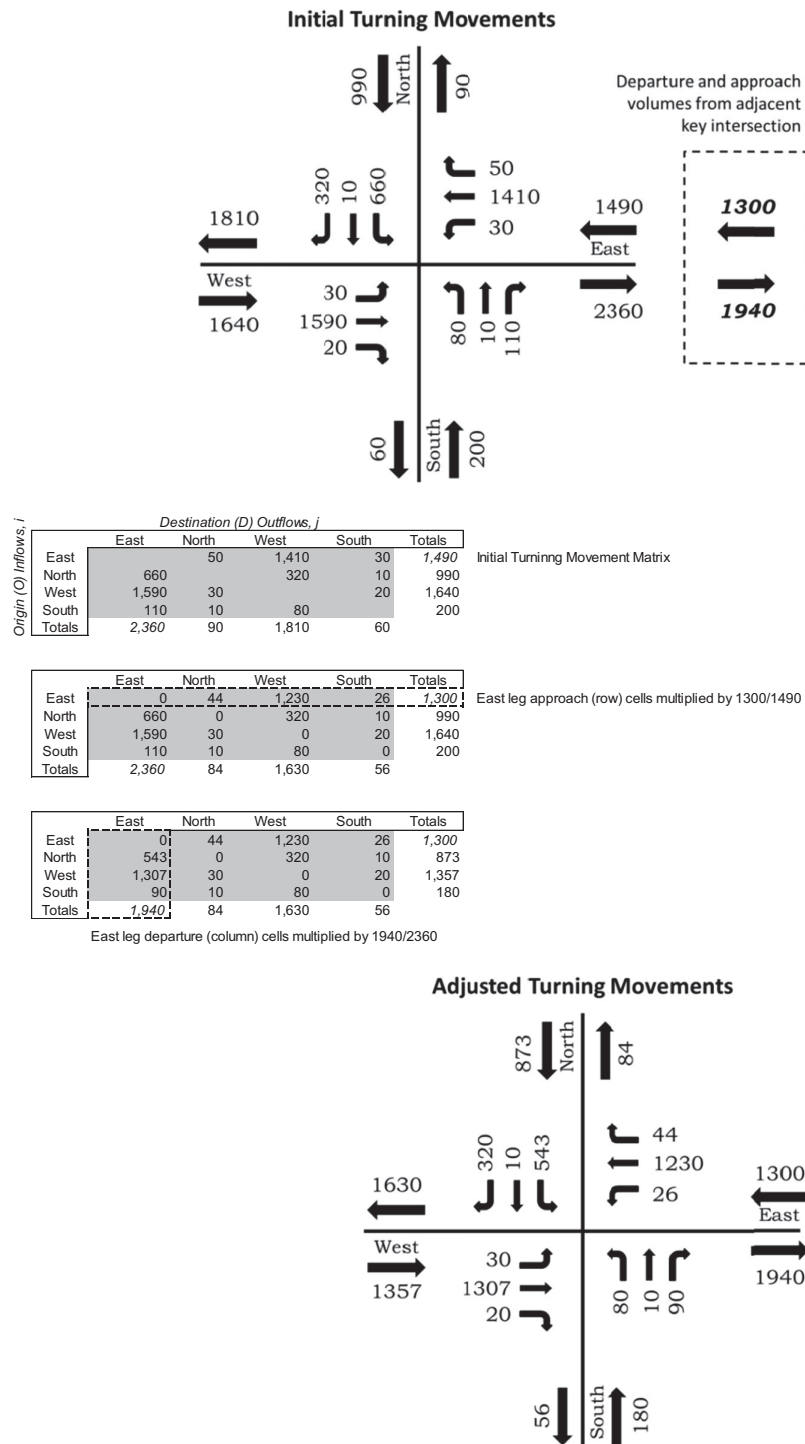 Initial Turning Movements
Departure and approach
volumes from adjacent
key intersection
990
North
90
320
10
660
50
1410
30
1810
1490
1300
West
East
1640
30
1590
20
80
10
110
2360
1940
60
South
200
Origin (O) Inflows, i
Destination (D) Outflows, j
East North West South Totals
East 50 1,410 30 1,490 Initial Turninng Movement Matrix
North 660 320 10 990
West 1,590 30 20 1,640
South 110 10 80 200
Totals 2,360 90 1,810 60
East North West South Totals
East 0 44 1,230 26 1,300 East leg approach (row) cells multiplied by 1300/1490
North 660 0 320 10 990
West 1,590 30 0 20 1,640
South 110 10 80 0 200
Totals 2,360 84 1,630 56
East North West South Totals
East 0 44 1,230 26 1,300
North 543 0 320 10 873
West 1,307 30 0 20 1,357
South 90 10 80 0 180
Totals 1,940 84 1,630 56
East leg departure (column) cells multiplied by 1940/2360
Adjusted Turning Movements
873
North
84
320
10
543
44
1230
26
1630
1300
West
East
1357
30
1307
20
80
10
90
1940
56
South
180